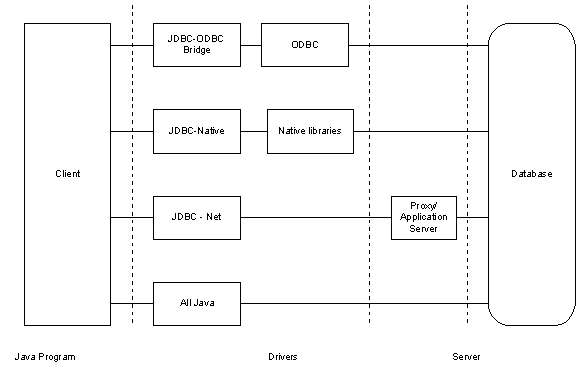 JDBC-ODBC
Bridge
ODBC
JDBC-Native
Native libraries
Client
Database
JDBC - Net
Proxy/
Application
Server
All Java
Java Program
Drivers
Server